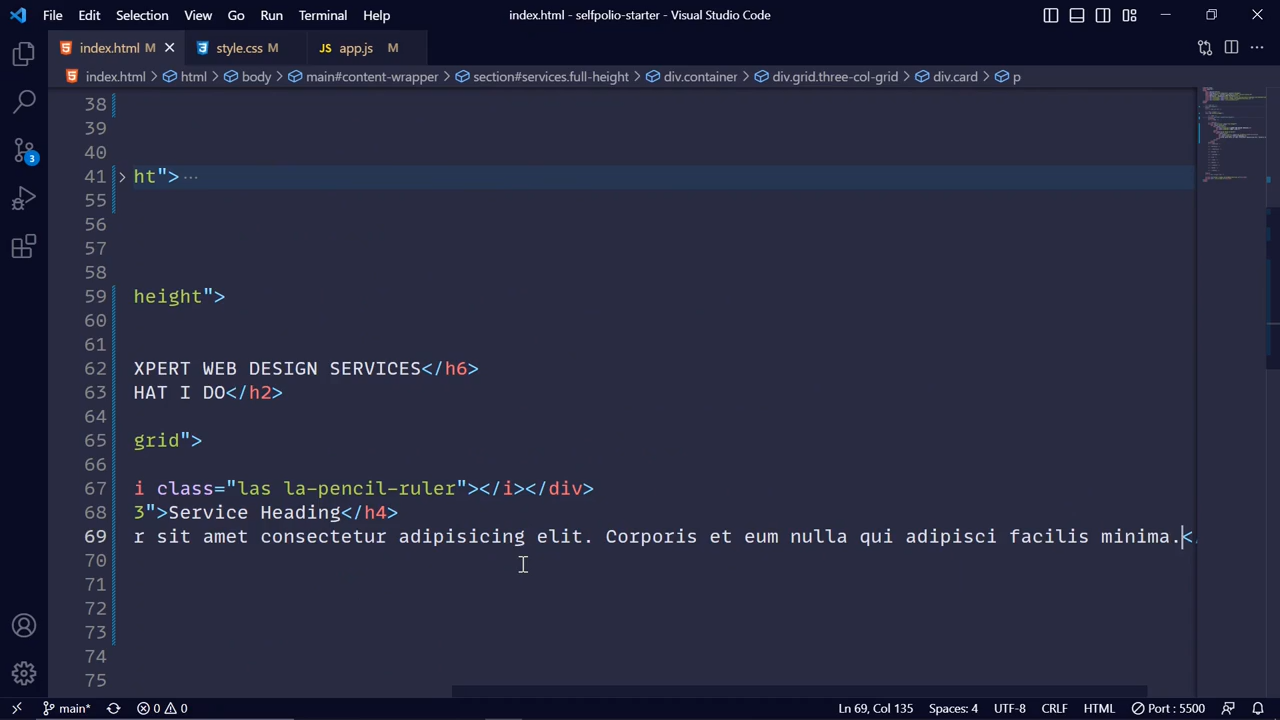 File Edit Selection View Go Run Terminal Help
index.html - selfpolio-starter - Visual Studio Code
index.html M
style.css M
JS app.js M
index.html > html > body > main#content-wrapper > section#services.full-height > div.container > div.grid.three-col-grid > div.card > p
38
39
40
41 ht"> ···
55
56
57
58
59 height">
60
61
62 XPERT WEB DESIGN SERVICES</h6>
63 HAT I DO</h2>
64
65 grid">
66
67 i class="las la-pencil-ruler"></i></div>
68 3">Service Heading</h4>
69 r sit amet consectetur adipisicing elit. Corporis et eum nulla qui adipisci facilis minima.</
70
71
72
73
74
75
3
main* 0 0 Ln 69, Col 135 Spaces: 4 UTF-8 CRLF HTML Port : 5500